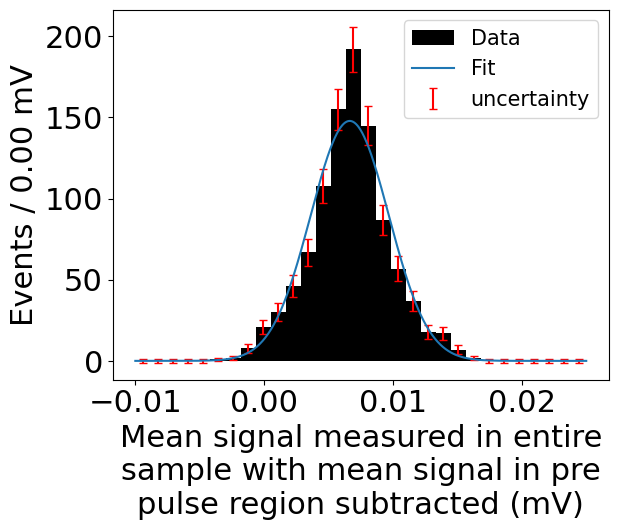 Events / 0.00 mV
200
150
100
50
0
Data
Fit
uncertainty
−0.01
0.00
0.01
0.02
Mean signal measured in entire
sample with mean signal in pre
pulse region subtracted (mV)